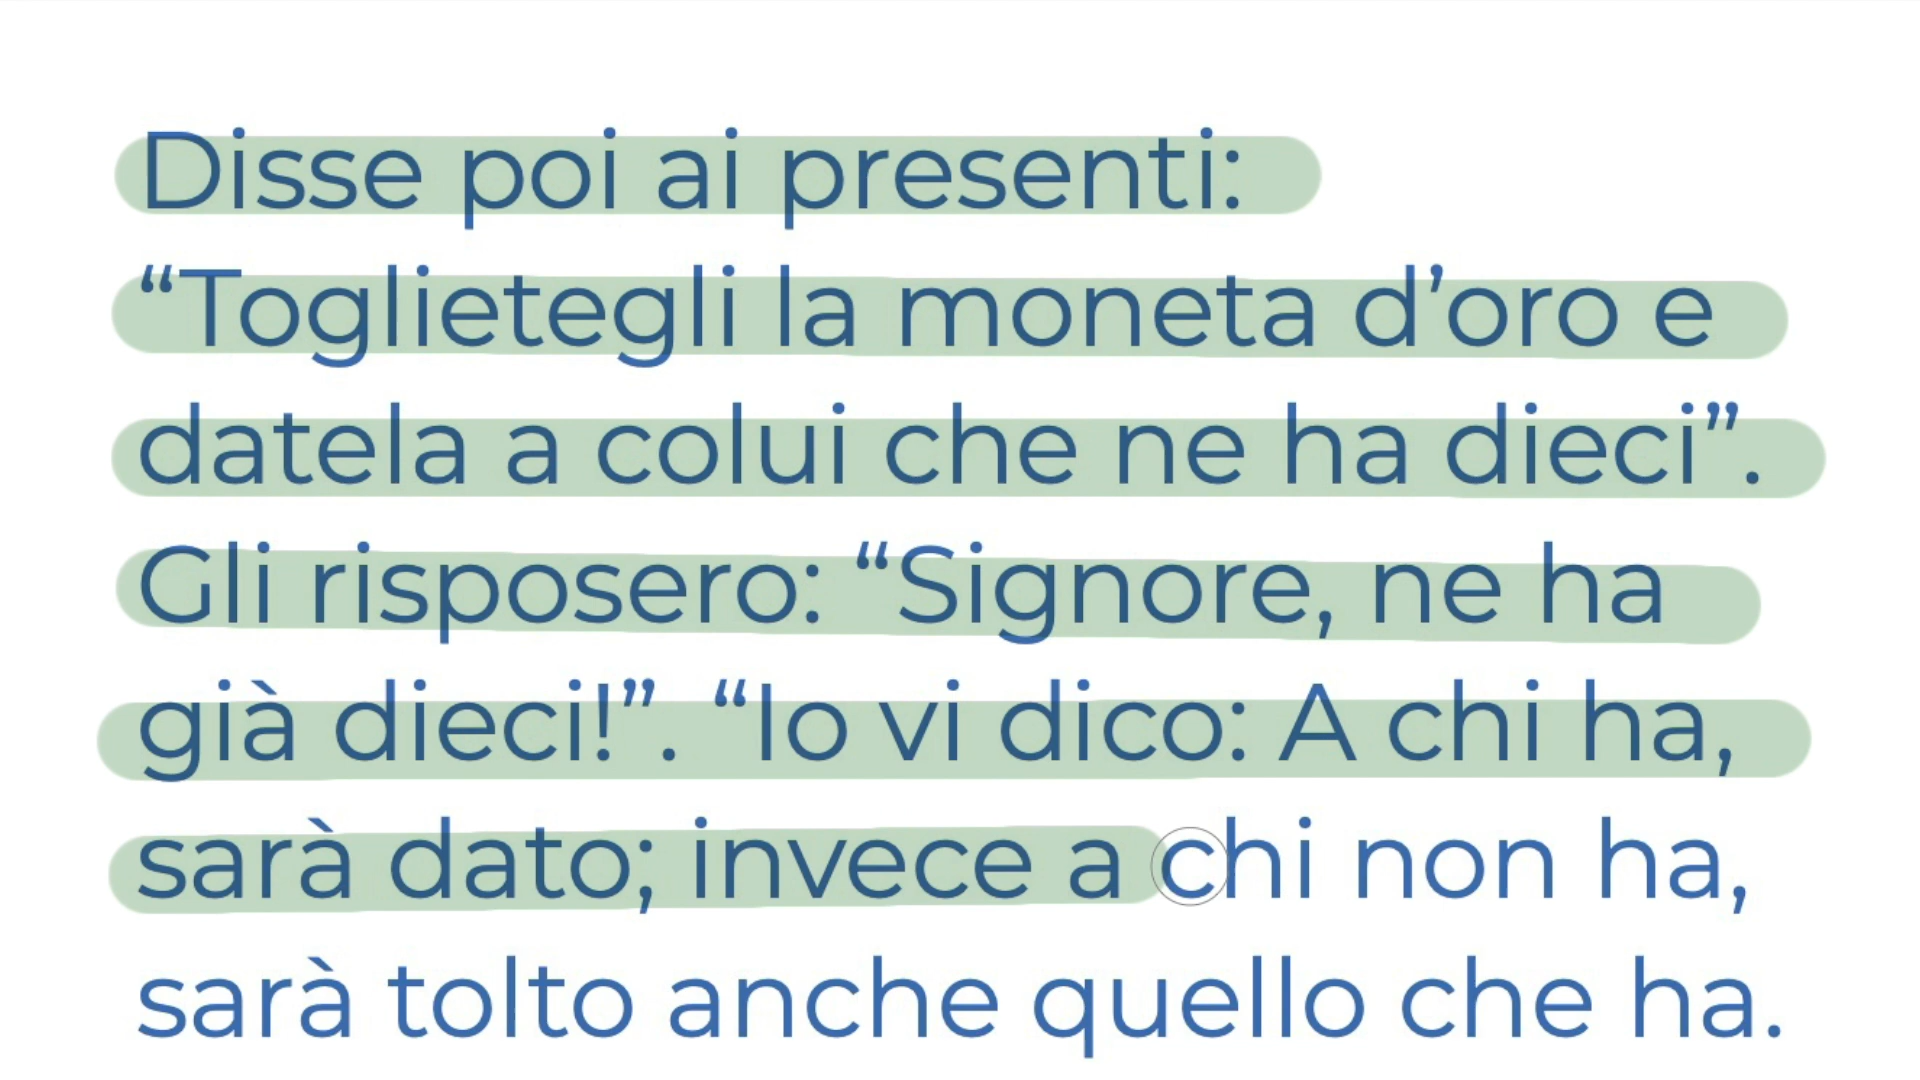 Disse poi ai presenti:
“Toglietegli la moneta d’oro e
datela a colui che ne ha dieci”.
Gli risposero: “Signore, ne ha
già dieci!”. “Io vi dico: A chi ha,
sarà dato; invece a chi non ha,
sarà tolto anche quello che ha.